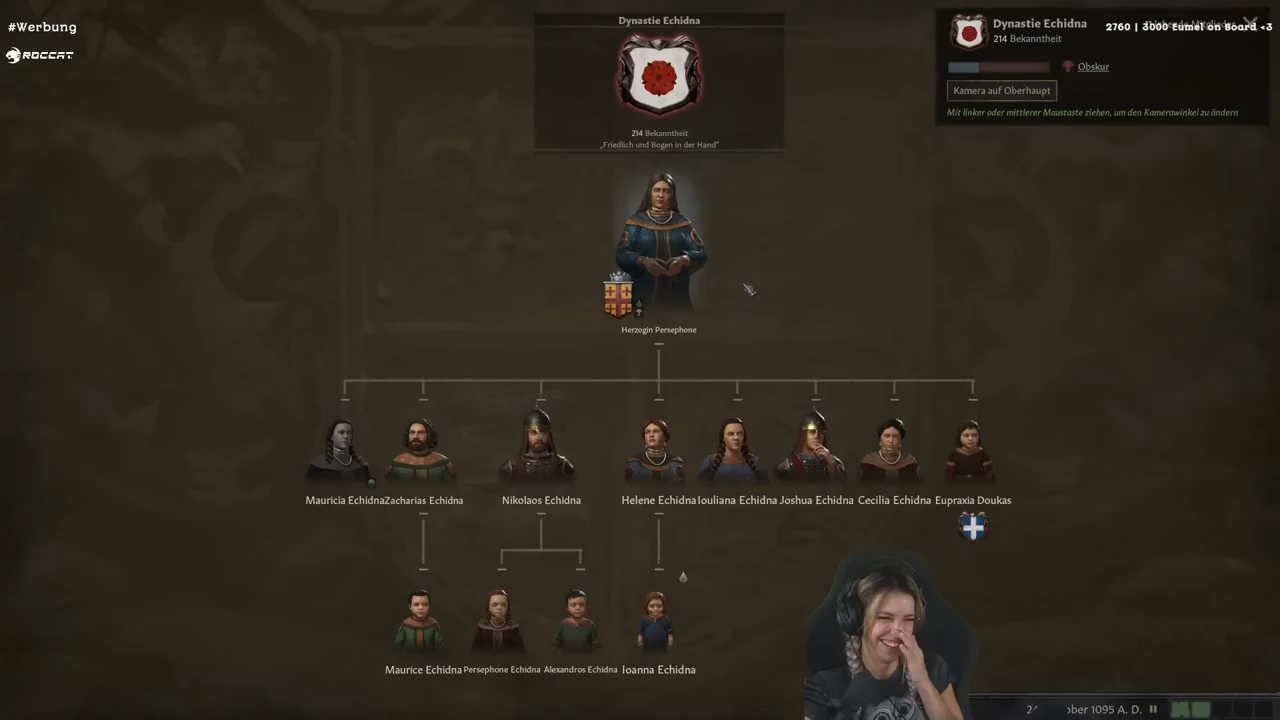 #Werbung
ROCCAT
Dynastie Echidna
214 Bekanntheit
„Friedlich und Bogen in der Hand"
Dynastie Echidna
2760 | 3000 Eumel on Board <3
214 Bekanntheit
Obskur
Kamera auf Oberhaupt
Mit linker oder mittlerer Maustaste ziehen, um den Kamerawinkel zu ändern
Herzogin Persephone
Mauricia Echidna
Zacharias Echidna
Nikolaos Echidna
Helene Echidna
Iouliana Echidna
Joshua Echidna
Cecilia Echidna
Eupraxia Doukas
Maurice Echidna
Persephone Echidna
Alexandros Echidna
Ioanna Echidna
ober 1095 A. D.